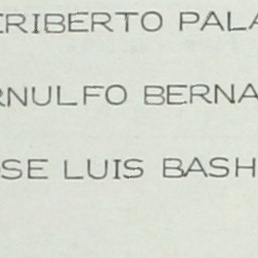 ERIBERTO PALA
RNULFO BERNA
SE LUIS BASH